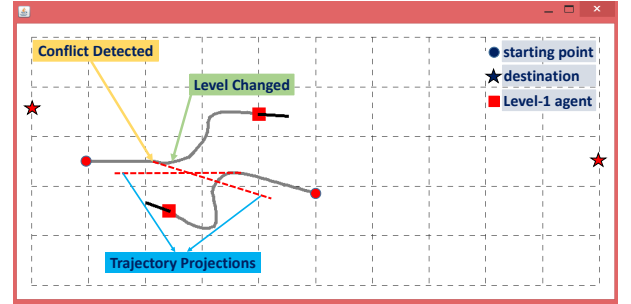 Conflict Detected
starting point
destination
Level Changed
Level-1 agent
Trajectory Projections